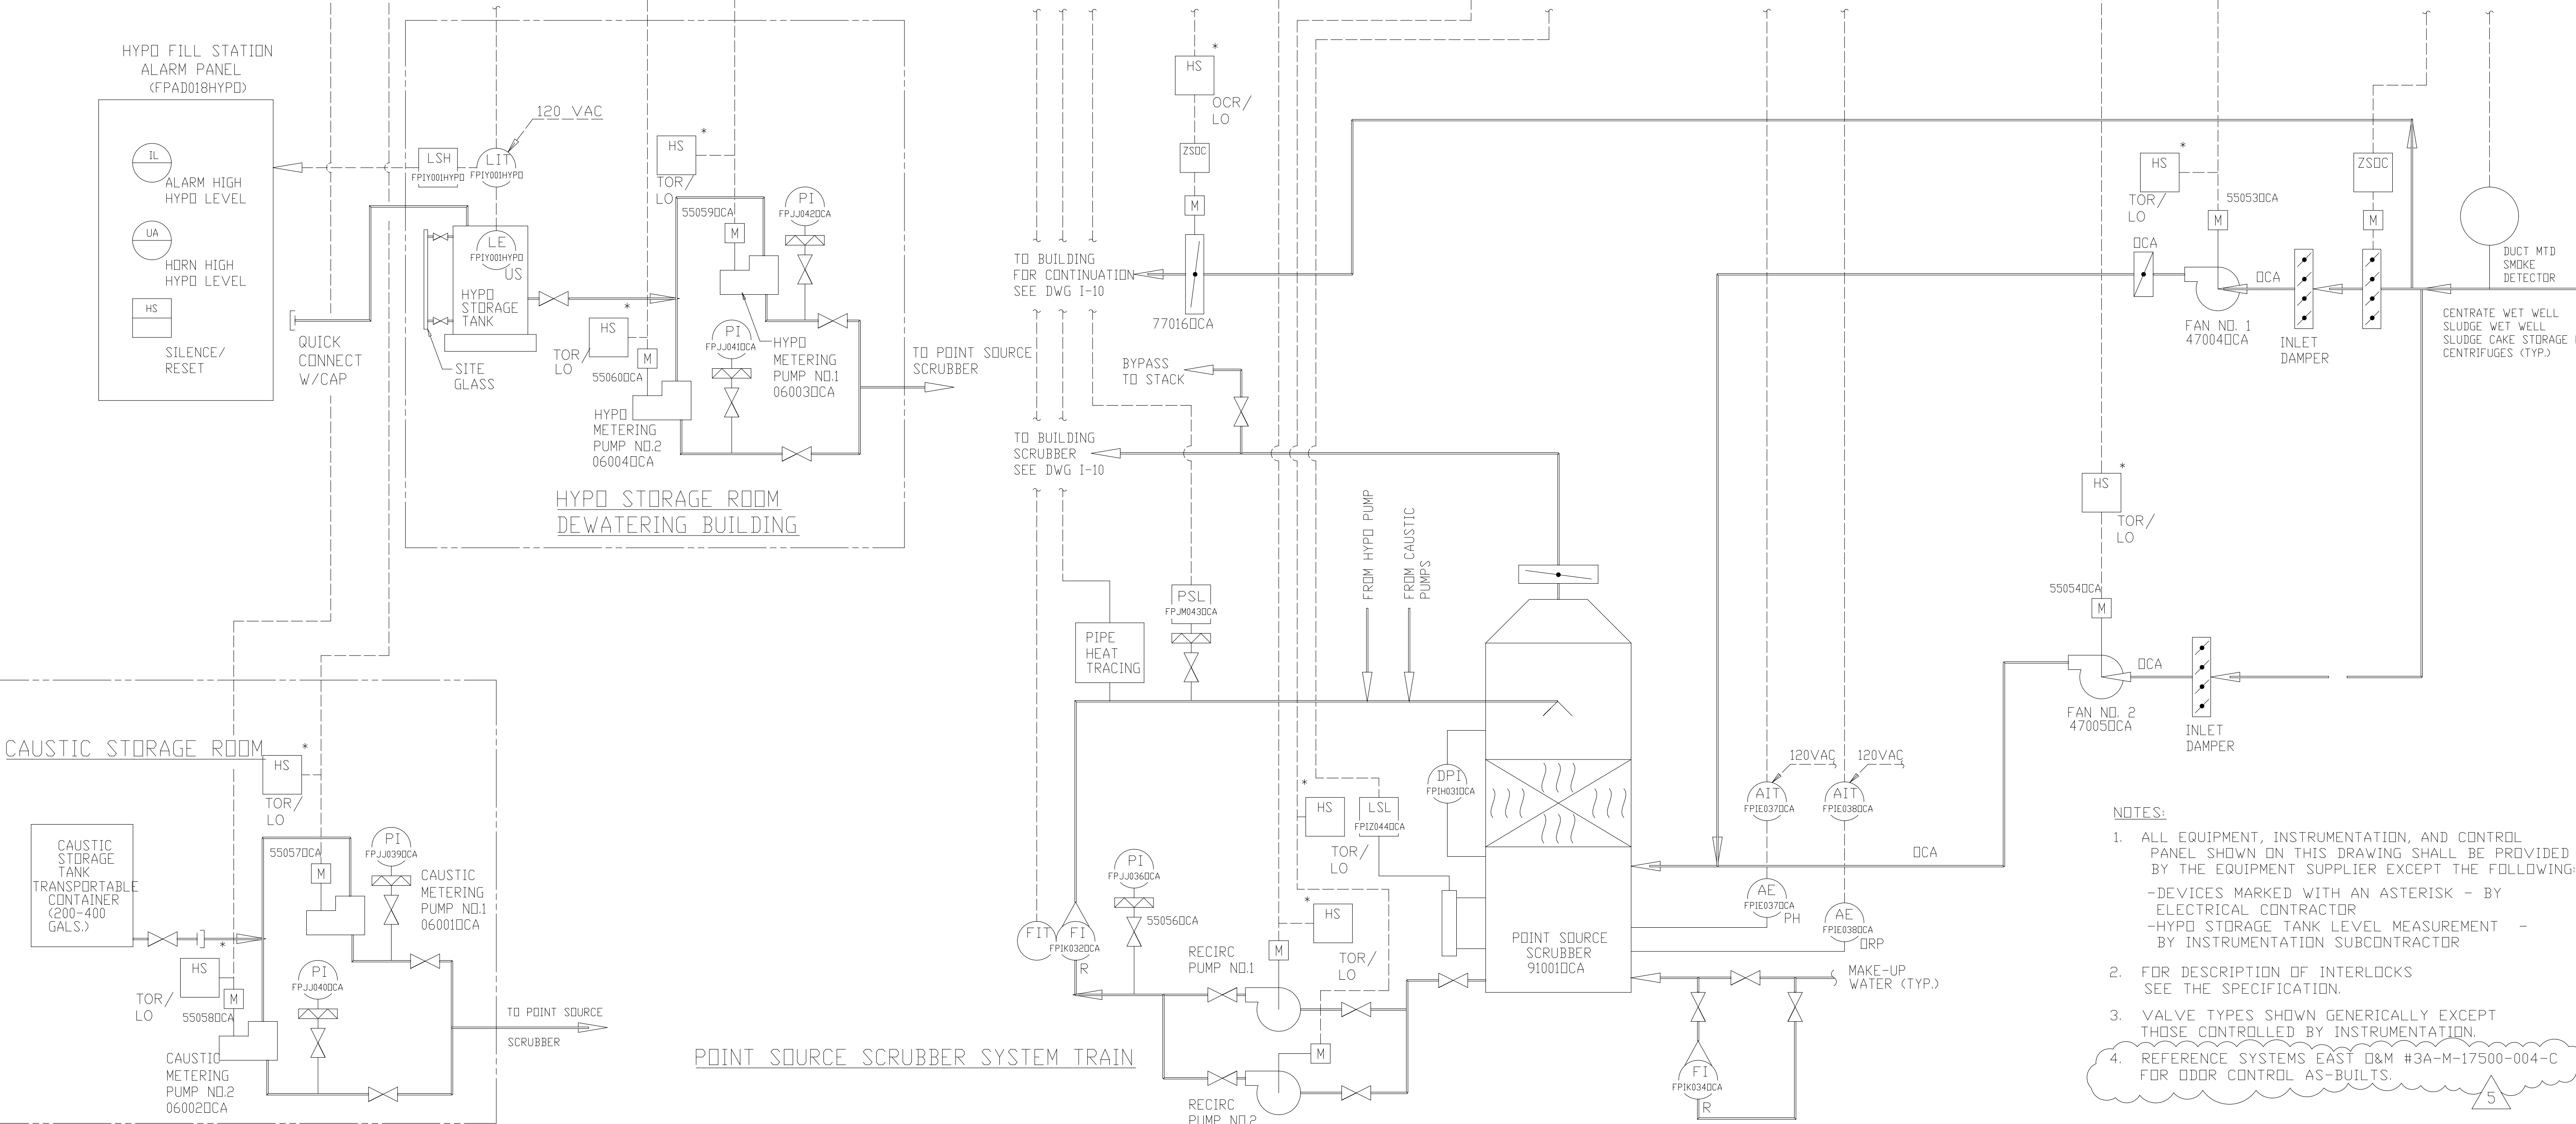 HYPO FILL STATION
ALARM PANEL
(FPAD018HYPO)
IL
ALARM HIGH
HYPO LEVEL
UA
HORN HIGH
HYPO LEVEL
HS
SILENCE/
RESET
QUICK
CONNECT
W/CAP
120 VAC
LSH
FPIY001HYPO
LIT
FPIY001HYPO
LE
FPIY001HYPO
US
HYPO
STORAGE
TANK
SITE
GLASS
HS
*
TOR/
LO
55059OCA
M
PI
FPJJ042OCA
HS
*
TOR/
LO
M
55060OCA
PI
FPJJ041OCA
HYPO
METERING
PUMP NO.1
06003OCA
HYPO
METERING
PUMP NO.2
06004OCA
TO POINT SOURCE
SCRUBBER
HYPO STORAGE ROOM
DEWATERING BUILDING
CAUSTIC STORAGE ROOM
HS
*
TOR/
LO
CAUSTIC
STORAGE
TANK
TRANSPORTABLE
CONTAINER
(200-400
GALS.)
55057OCA
M
PI
FPJJ039OCA
CAUSTIC
METERING
PUMP NO.1
06001OCA
HS
*
TOR/
LO
M
55058OCA
PI
FPJJ040OCA
CAUSTIC
METERING
PUMP NO.2
06002OCA
TO POINT SOURCE
SCRUBBER
POINT SOURCE SCRUBBER SYSTEM TRAIN
HS
*
OCR/
LO
ZSOC
M
77016OCA
TO BUILDING
FOR CONTINUATION
SEE DWG I-10
BYPASS
TO STACK
TO BUILDING
SCRUBBER
SEE DWG I-10
PSL
FPJM043OCA
PIPE
HEAT
TRACING
FROM HYPO PUMP
FROM CAUSTIC
PUMPS
DPI
FPIH031OCA
HS
*
TOR/
LO
LSL
FPIZ044OCA
PI
FPJJ036OCA
55056OCA
FIT
FI
FPIK032OCA
R
RECIRC
PUMP NO.1
M
HS
*
TOR/
LO
M
RECIRC
PUMP NO.2
POINT SOURCE
SCRUBBER
91001OCA
120VAC
AIT
FPIE037OCA
120VAC
AIT
FPIE038OCA
AE
FPIE037OCA
PH
AE
FPIE038OCA
ORP
MAKE-UP
WATER (TYP.)
FI
FPIK034OCA
R
OCA
HS
*
TOR/
LO
55053OCA
M
OCA
OCA
FAN NO. 1
47004OCA
INLET
DAMPER
ZSOC
M
DUCT MTD
SMOKE
DETECTOR
CENTRATE WET WELL
SLUDGE WET WELL
SLUDGE CAKE STORAGE
CENTRIFUGES (TYP.)
HS
*
TOR/
LO
55054OCA
M
OCA
FAN NO. 2
47005OCA
INLET
DAMPER
NOTES:
1. ALL EQUIPMENT, INSTRUMENTATION, AND CONTROL
PANEL SHOWN ON THIS DRAWING SHALL BE PROVIDED
BY THE EQUIPMENT SUPPLIER EXCEPT THE FOLLOWING:
-DEVICES MARKED WITH AN ASTERISK - BY
ELECTRICAL CONTRACTOR
-HYPO STORAGE TANK LEVEL MEASUREMENT -
BY INSTRUMENTATION SUBCONTRACTOR
2. FOR DESCRIPTION OF INTERLOCKS
SEE THE SPECIFICATION.
3. VALVE TYPES SHOWN GENERICALLY EXCEPT
THOSE CONTROLLED BY INSTRUMENTATION.
4. REFERENCE SYSTEMS EAST O&M #3A-M-17500-004-C
FOR ODOR CONTROL AS-BUILTS.
5